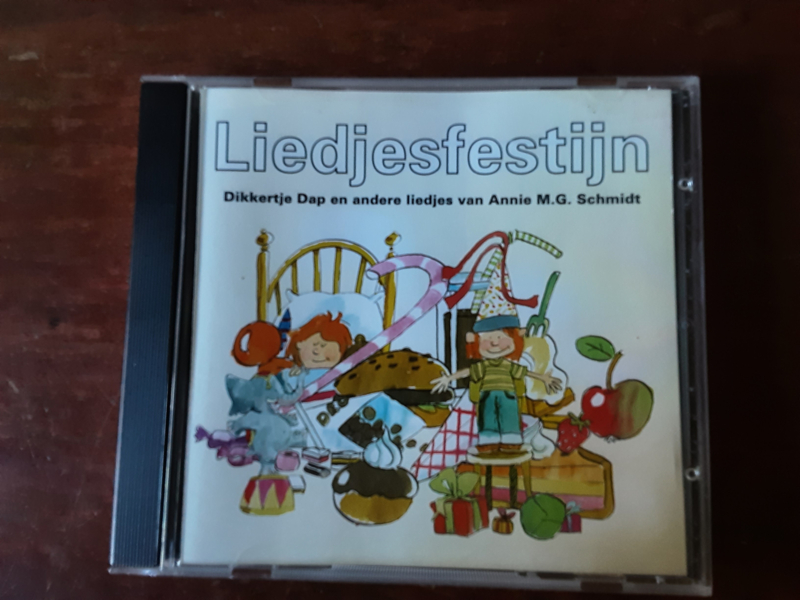 Liedjesfestijn
Dikkertje Dap en andere liedjes van Annie M.G. Schmidt